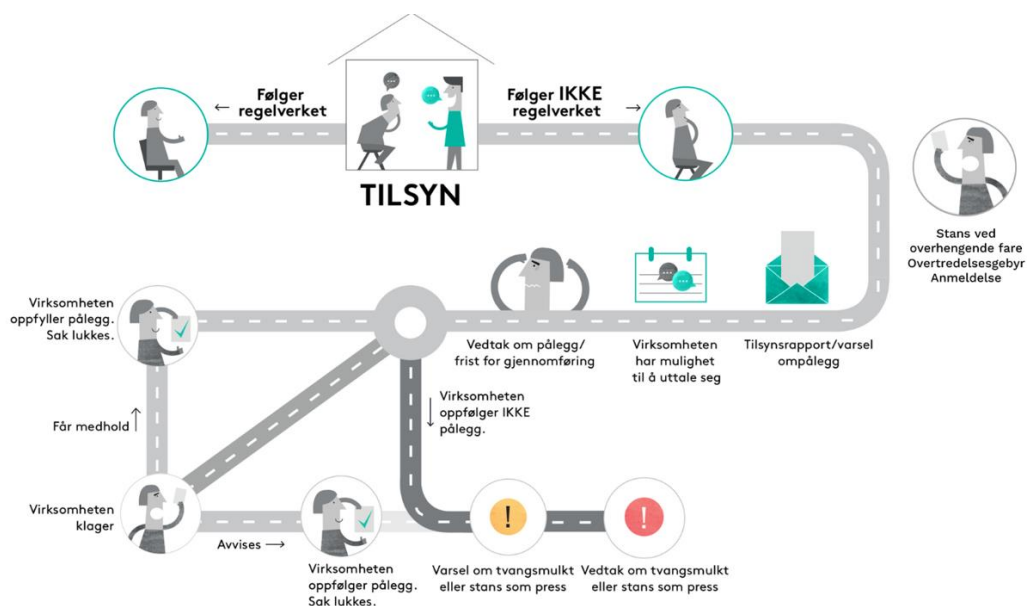 ← Følger
regelverket
Følger IKKE →
regelverket
TILSYN
Stans ved
overhengende fare
Overtredelsesgebyr
Anmeldelse
Virksomheten
oppfyller pålegg.
Sak lukkes.
Vedtak om pålegg/
frist for gjennomføring
Virksomheten
har mulighet
til å uttale seg
Tilsynsrapport/varsel
ompålegg
Får medhold ↑
↓ Virksomheten
oppfølger IKKE
pålegg.
Virksomheten
klager
Avvises →
Virksomheten
oppfølger pålegg.
Sak lukkes.
!
Varsel om tvangsmulkt
eller stans som press
!
Vedtak om tvangsmulkt
eller stans som press